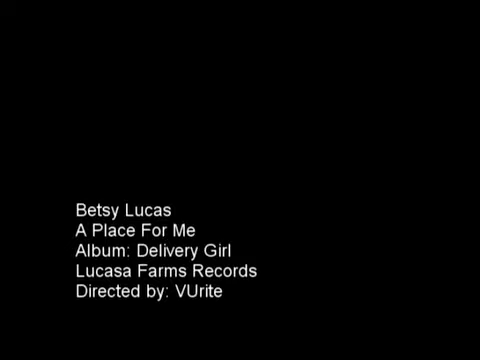 Betsy Lucas
A Place For Me
Album: Delivery Girl
Lucasa Farms Records
Directed by: VUrite